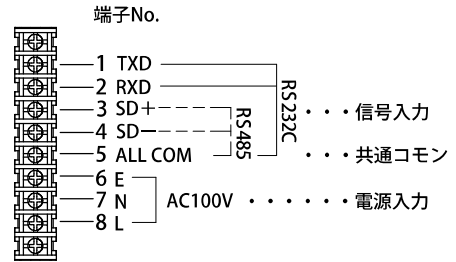 端子No.
1 TXD
2 RXD
3 SD+
4 SD−
5 ALL COM
6 E
7 N
8 L
RS485
RS232C
AC100V
・・・信号入力
・・・共通コモン
・・・・・・電源入力